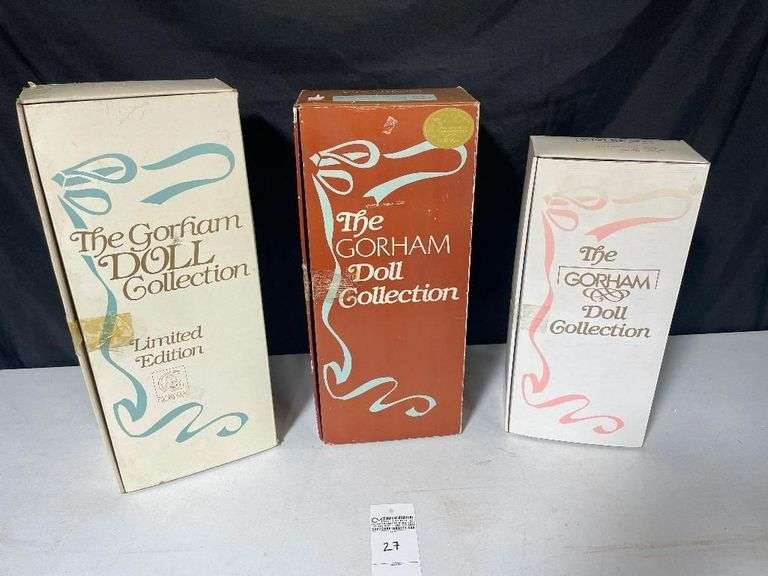 The Gorham
DOLL
Collection
Limited
Edition
The
GORHAM
Doll
Collection
The
GORHAM
Doll
Collection
27